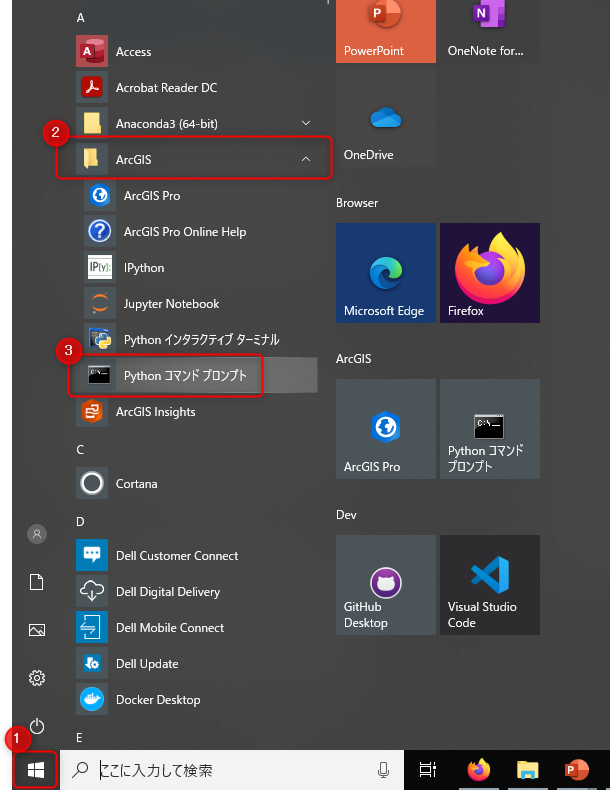 A
Access
Acrobat Reader DC
Anaconda3 (64-bit)
2
ArcGIS
ArcGIS Pro
ArcGIS Pro Online Help
IPython
Jupyter Notebook
Python インタラクティブ ターミナル
3
Python コマンド プロンプト
ArcGIS Insights
C
Cortana
D
Dell Customer Connect
Dell Digital Delivery
Dell Mobile Connect
Dell Update
Docker Desktop
E
PowerPoint
OneNote for...
OneDrive
Browser
Microsoft Edge
Firefox
ArcGIS
ArcGIS Pro
Python コマンド
プロンプト
Dev
GitHub
Desktop
Visual Studio
Code
1
ここに入力して検索